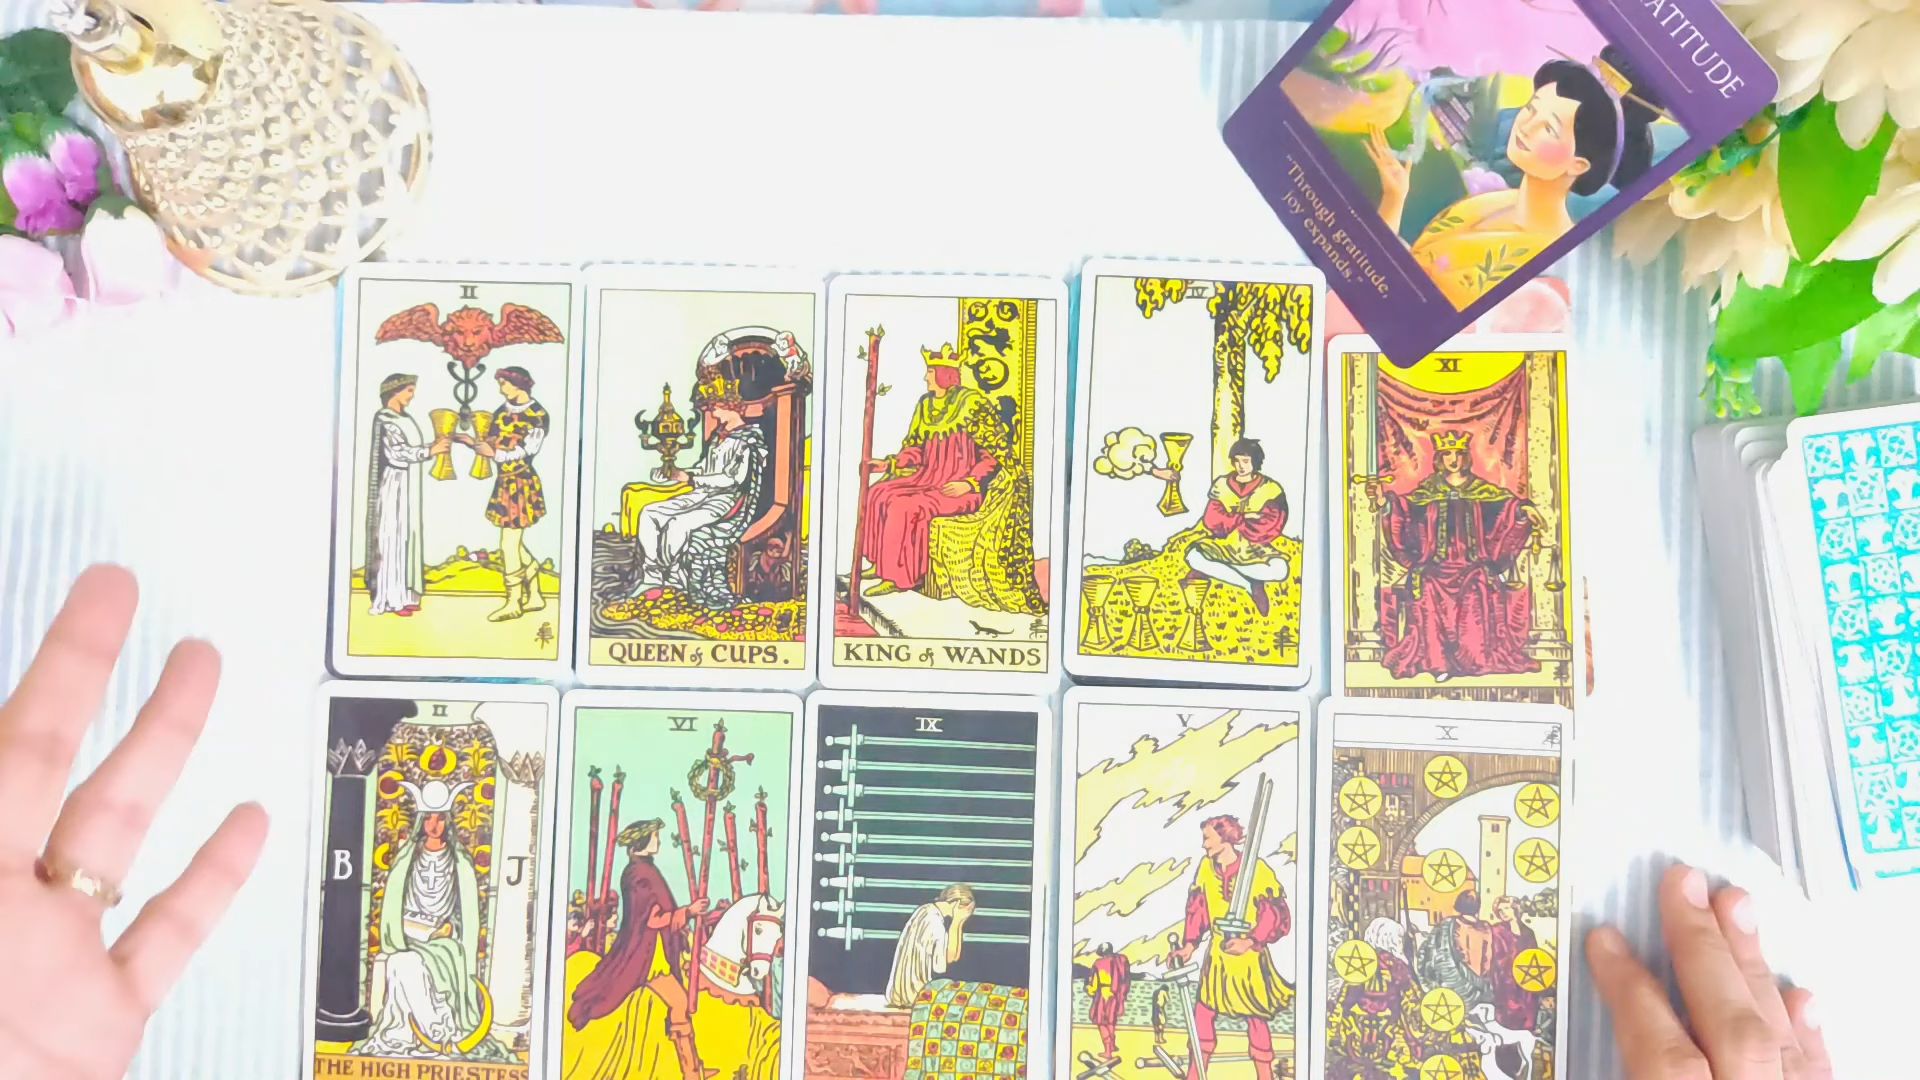 ATITUDE
"Through gratitude,
joy expands."
II
IV
XI
QUEEN of CUPS.
KING of WANDS
II
VI
IX
V
X
B
J
THE HIGH PRIESTESS